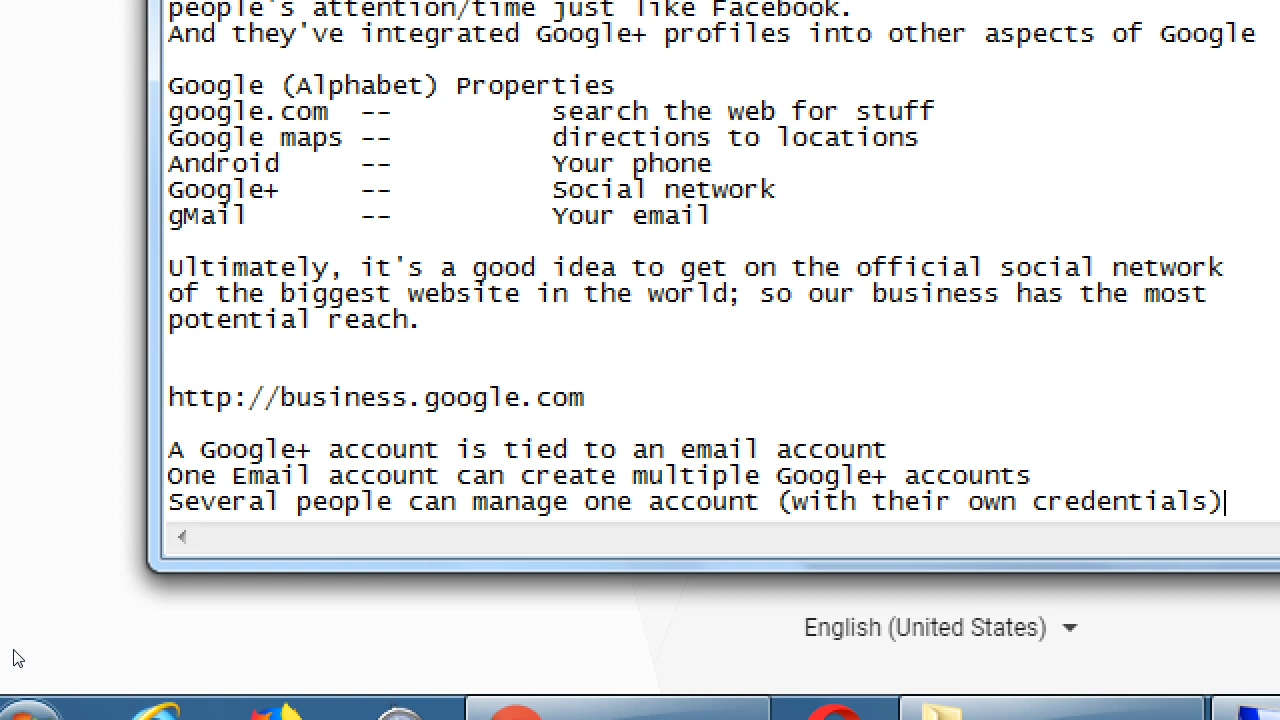 people's attention/time just like Facebook.
And they've integrated Google+ profiles into other aspects of Google
Google (Alphabet) Properties
google.com -- search the web for stuff
Google maps -- directions to locations
Android -- Your phone
Google+ -- Social network
gMail -- Your email
Ultimately, it's a good idea to get on the official social network
of the biggest website in the world; so our business has the most
potential reach.
http://business.google.com
A Google+ account is tied to an email account
One Email account can create multiple Google+ accounts
Several people can manage one account (with their own credentials)
English (United States)